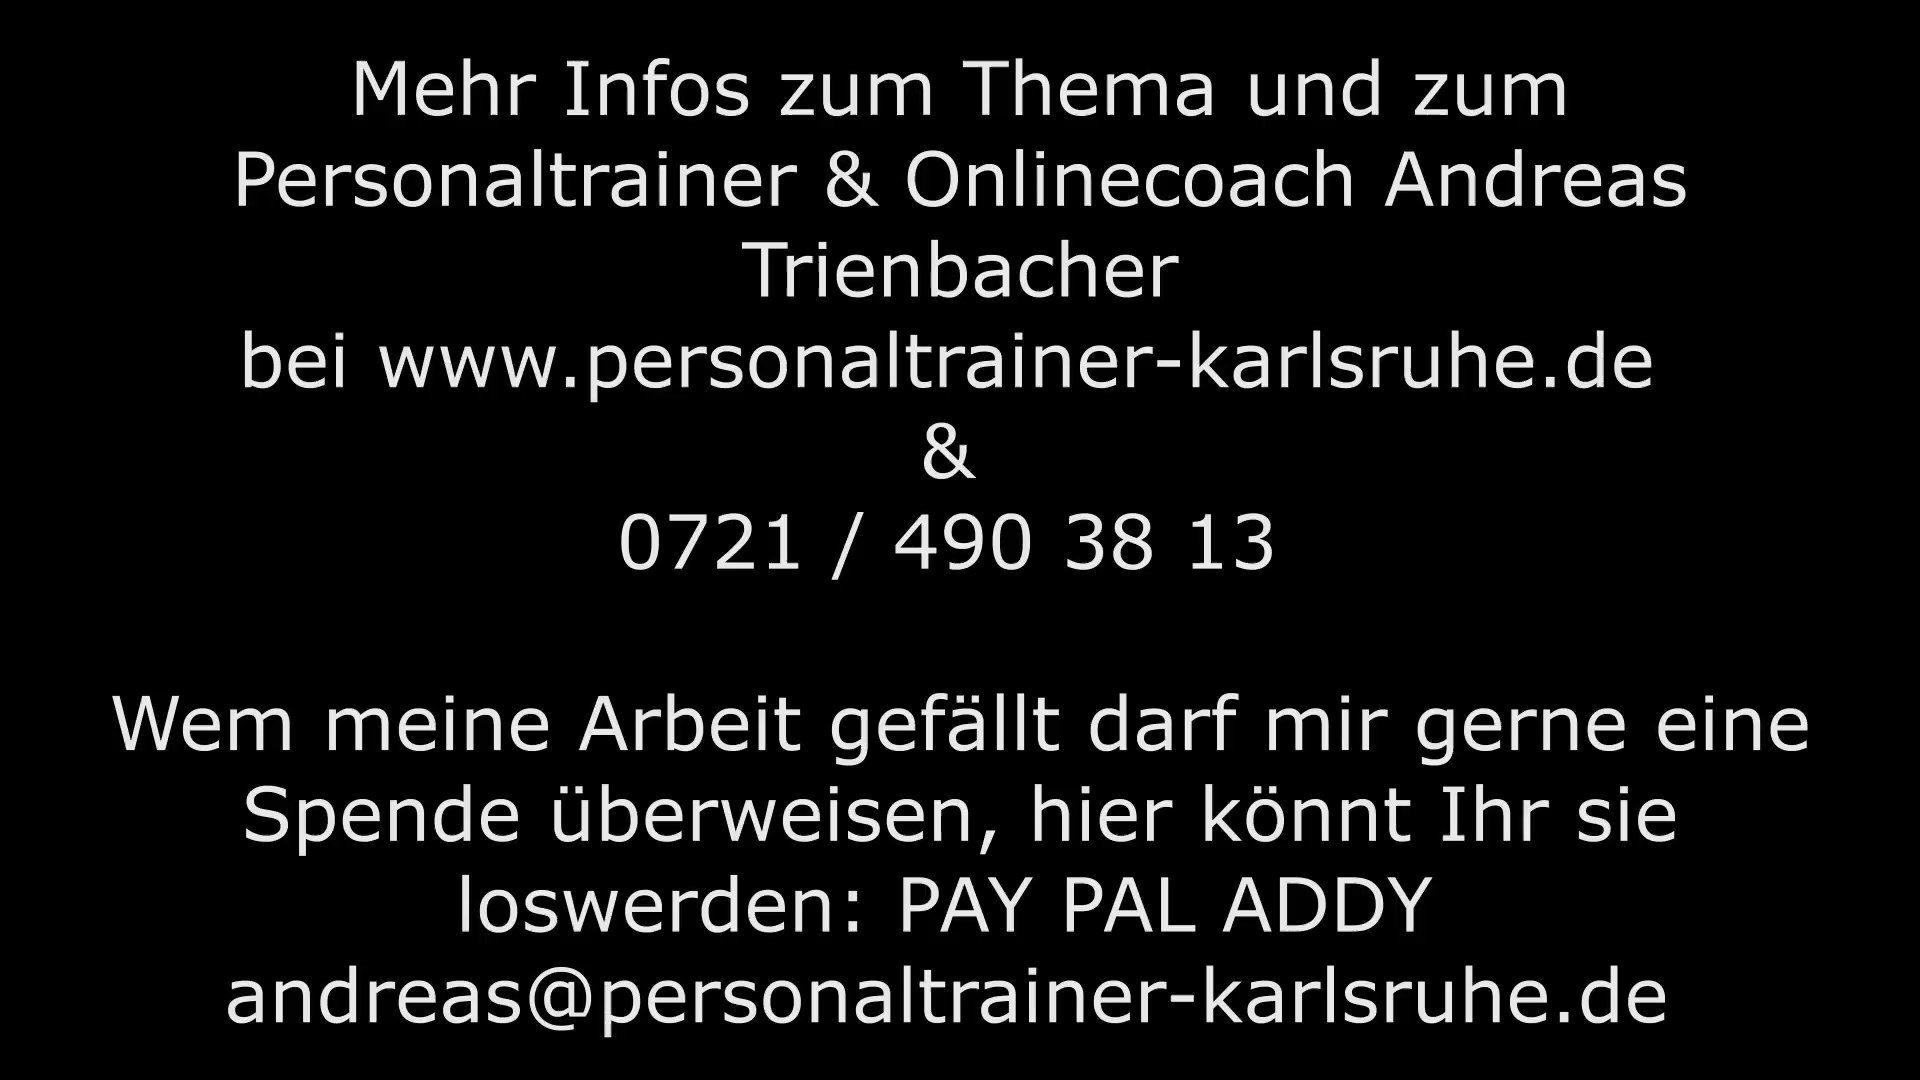 Mehr Infos zum Thema und zum
Personaltrainer & Onlinecoach Andreas
Trienbacher
bei www.personaltrainer-karlsruhe.de
&
0721 / 490 38 13
Wem meine Arbeit gefällt darf mir gerne eine
Spende überweisen, hier könnt Ihr sie
loswerden: PAY PAL ADDY
andreas@personaltrainer-karlsruhe.de